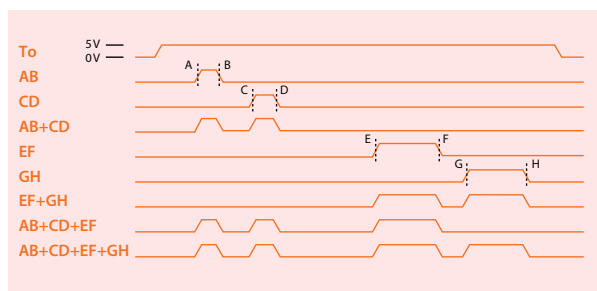 To 5V
0V
AB A B
CD C D
AB+CD
EF E F
GH G H
EF+GH
AB+CD+EF
AB+CD+EF+GH